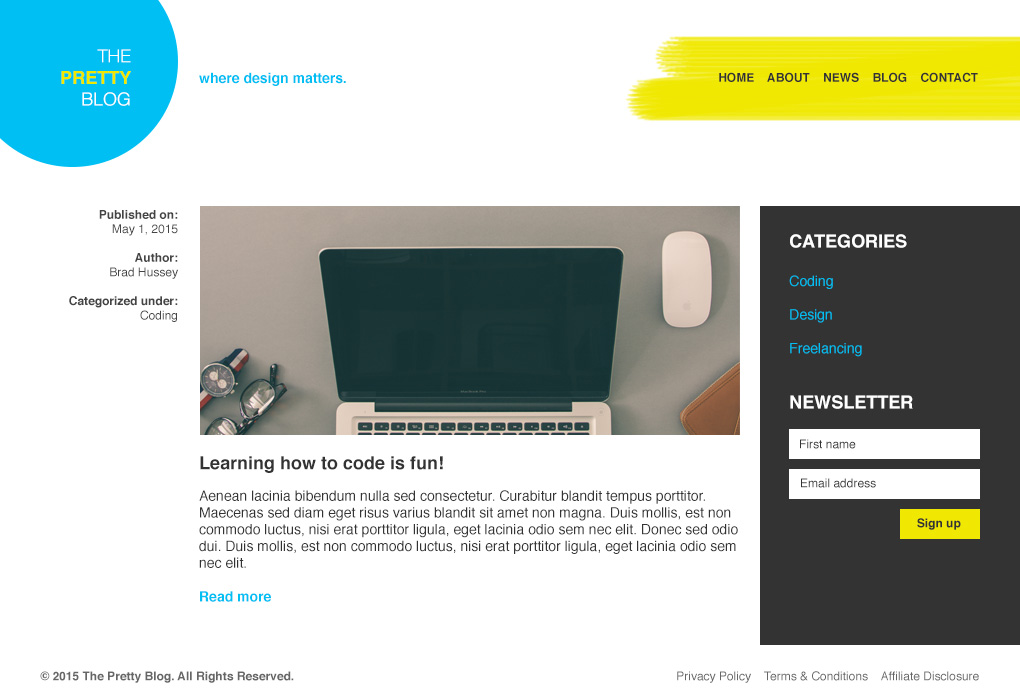 THE
PRETTY
BLOG
where design matters.
HOME ABOUT NEWS BLOG CONTACT
Published on:
May 1, 2015
Author:
Brad Hussey
Categorized under:
Coding
Learning how to code is fun!
Aenean lacinia bibendum nulla sed consectetur. Curabitur blandit tempus porttitor.
Maecenas sed diam eget risus varius blandit sit amet non magna. Duis mollis, est non
commodo luctus, nisi erat porttitor ligula, eget lacinia odio sem nec elit. Donec sed odio
dui. Duis mollis, est non commodo luctus, nisi erat porttitor ligula, eget lacinia odio sem
nec elit.
Read more
CATEGORIES
Coding
Design
Freelancing
NEWSLETTER
First name
Email address
Sign up
© 2015 The Pretty Blog. All Rights Reserved.
Privacy Policy Terms & Conditions Affiliate Disclosure